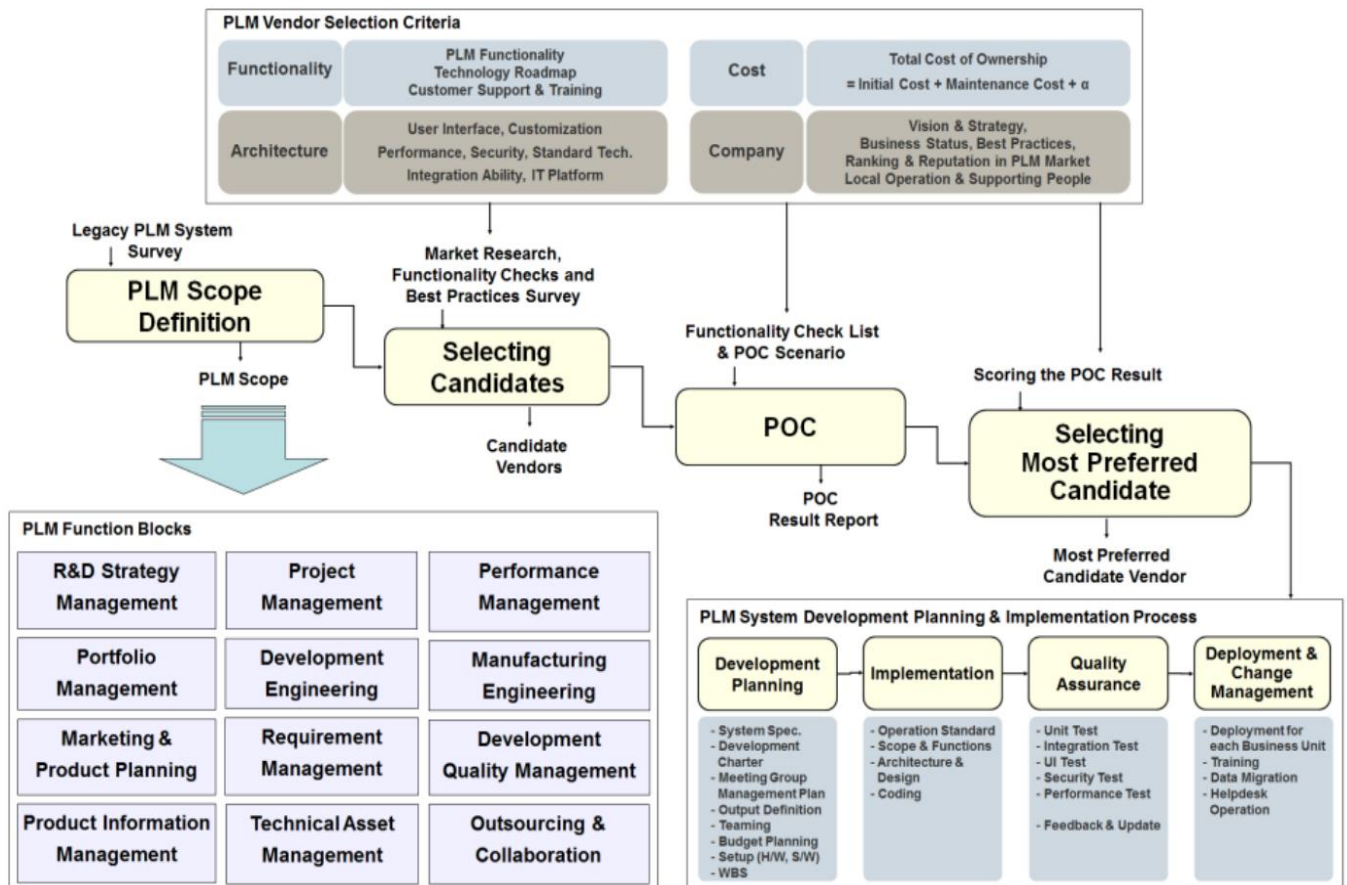 PLM Vendor Selection Criteria
Functionality
PLM Functionality
Technology Roadmap
Customer Support & Training
Cost
Total Cost of Ownership
= Initial Cost + Maintenance Cost + α
Architecture
User Interface, Customization
Performance, Security, Standard Tech.
Integration Ability, IT Platform
Company
Vision & Strategy,
Business Status, Best Practices,
Ranking & Reputation in PLM Market
Local Operation & Supporting People
Legacy PLM System
Survey
PLM Scope
Definition
PLM Scope
Market Research,
Functionality Checks and
Best Practices Survey
Selecting
Candidates
Candidate
Vendors
Functionality Check List
& POC Scenario
POC
POC
Result Report
Scoring the POC Result
Selecting
Most Preferred
Candidate
Most Preferred
Candidate Vendor
PLM Function Blocks
R&D Strategy
Management
Project
Management
Performance
Management
Portfolio
Management
Development
Engineering
Manufacturing
Engineering
Marketing &
Product Planning
Requirement
Management
Development
Quality Management
Product Information
Management
Technical Asset
Management
Outsourcing &
Collaboration
PLM System Development Planning & Implementation Process
Development
Planning
- System Spec.
- Development
Charter
- Meeting Group
Management Plan
- Output Definition
- Teaming
- Budget Planning
- Setup (H/W, S/W)
- WBS
Implementation
- Operation Standard
- Scope & Functions
- Architecture &
Design
- Coding
Quality
Assurance
- Unit Test
- Integration Test
- UI Test
- Security Test
- Performance Test
- Feedback & Update
Deployment &
Change
Management
- Deployment for
each Business Unit
- Training
- Data Migration
- Helpdesk
Operation